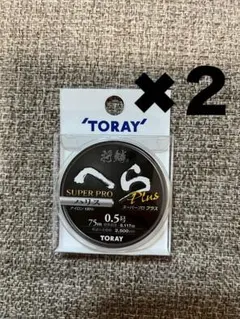 ×2
'TORAY'
へら
Plus
SUPER PRO
ハリス
スーパープロ プラス
0.5号
75m
TORAY